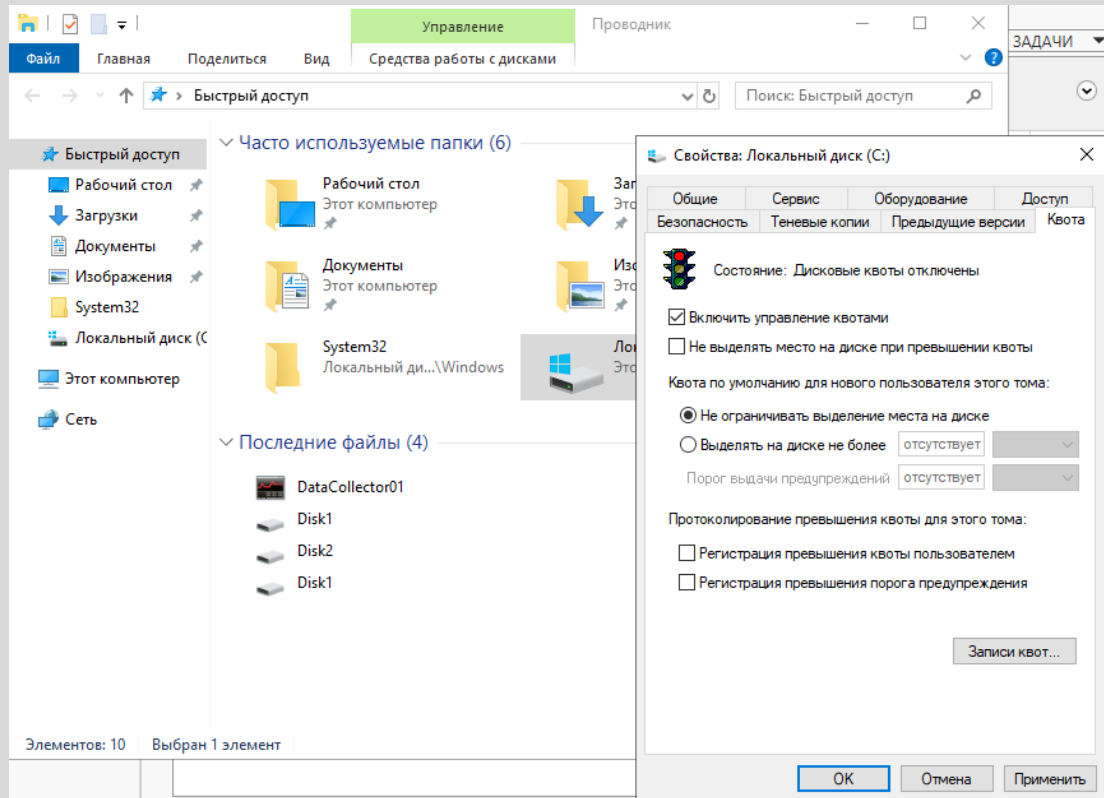 Управление
Проводник
Файл
Главная
Поделиться
Вид
Средства работы с дисками
ЗАДАЧИ
Быстрый доступ
Поиск: Быстрый доступ
Быстрый доступ
Рабочий стол
Загрузки
Документы
Изображения
System32
Локальный диск (C
Этот компьютер
Сеть
Часто используемые папки (6)
Рабочий стол
Этот компьютер
Заг
Это
Документы
Этот компьютер
Изо
Это
System32
Локальный ди...\Windows
Лок
Это
Последние файлы (4)
DataCollector01
Disk1
Disk2
Disk1
Элементов: 10
Выбран 1 элемент
Свойства: Локальный диск (C:)
Общие
Сервис
Оборудование
Доступ
Безопасность
Теневые копии
Предыдущие версии
Квота
Состояние: Дисковые квоты отключены
Включить управление квотами
Не выделять место на диске при превышении квоты
Квота по умолчанию для нового пользователя этого тома:
Не ограничивать выделение места на диске
Выделять на диске не более
отсутствует
Порог выдачи предупреждений
отсутствует
Протоколирование превышения квоты для этого тома:
Регистрация превышения квоты пользователем
Регистрация превышения порога предупреждения
Записи квот...
OK
Отмена
Применить